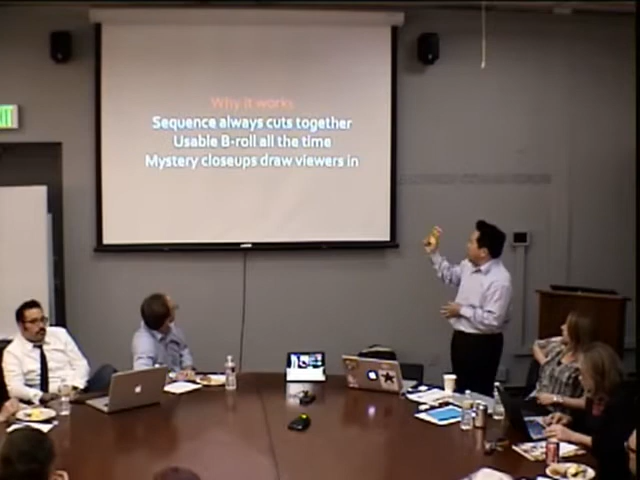 Why it works
Sequence always cuts together
Usable B-roll all the time
Mystery closeups draw viewers in